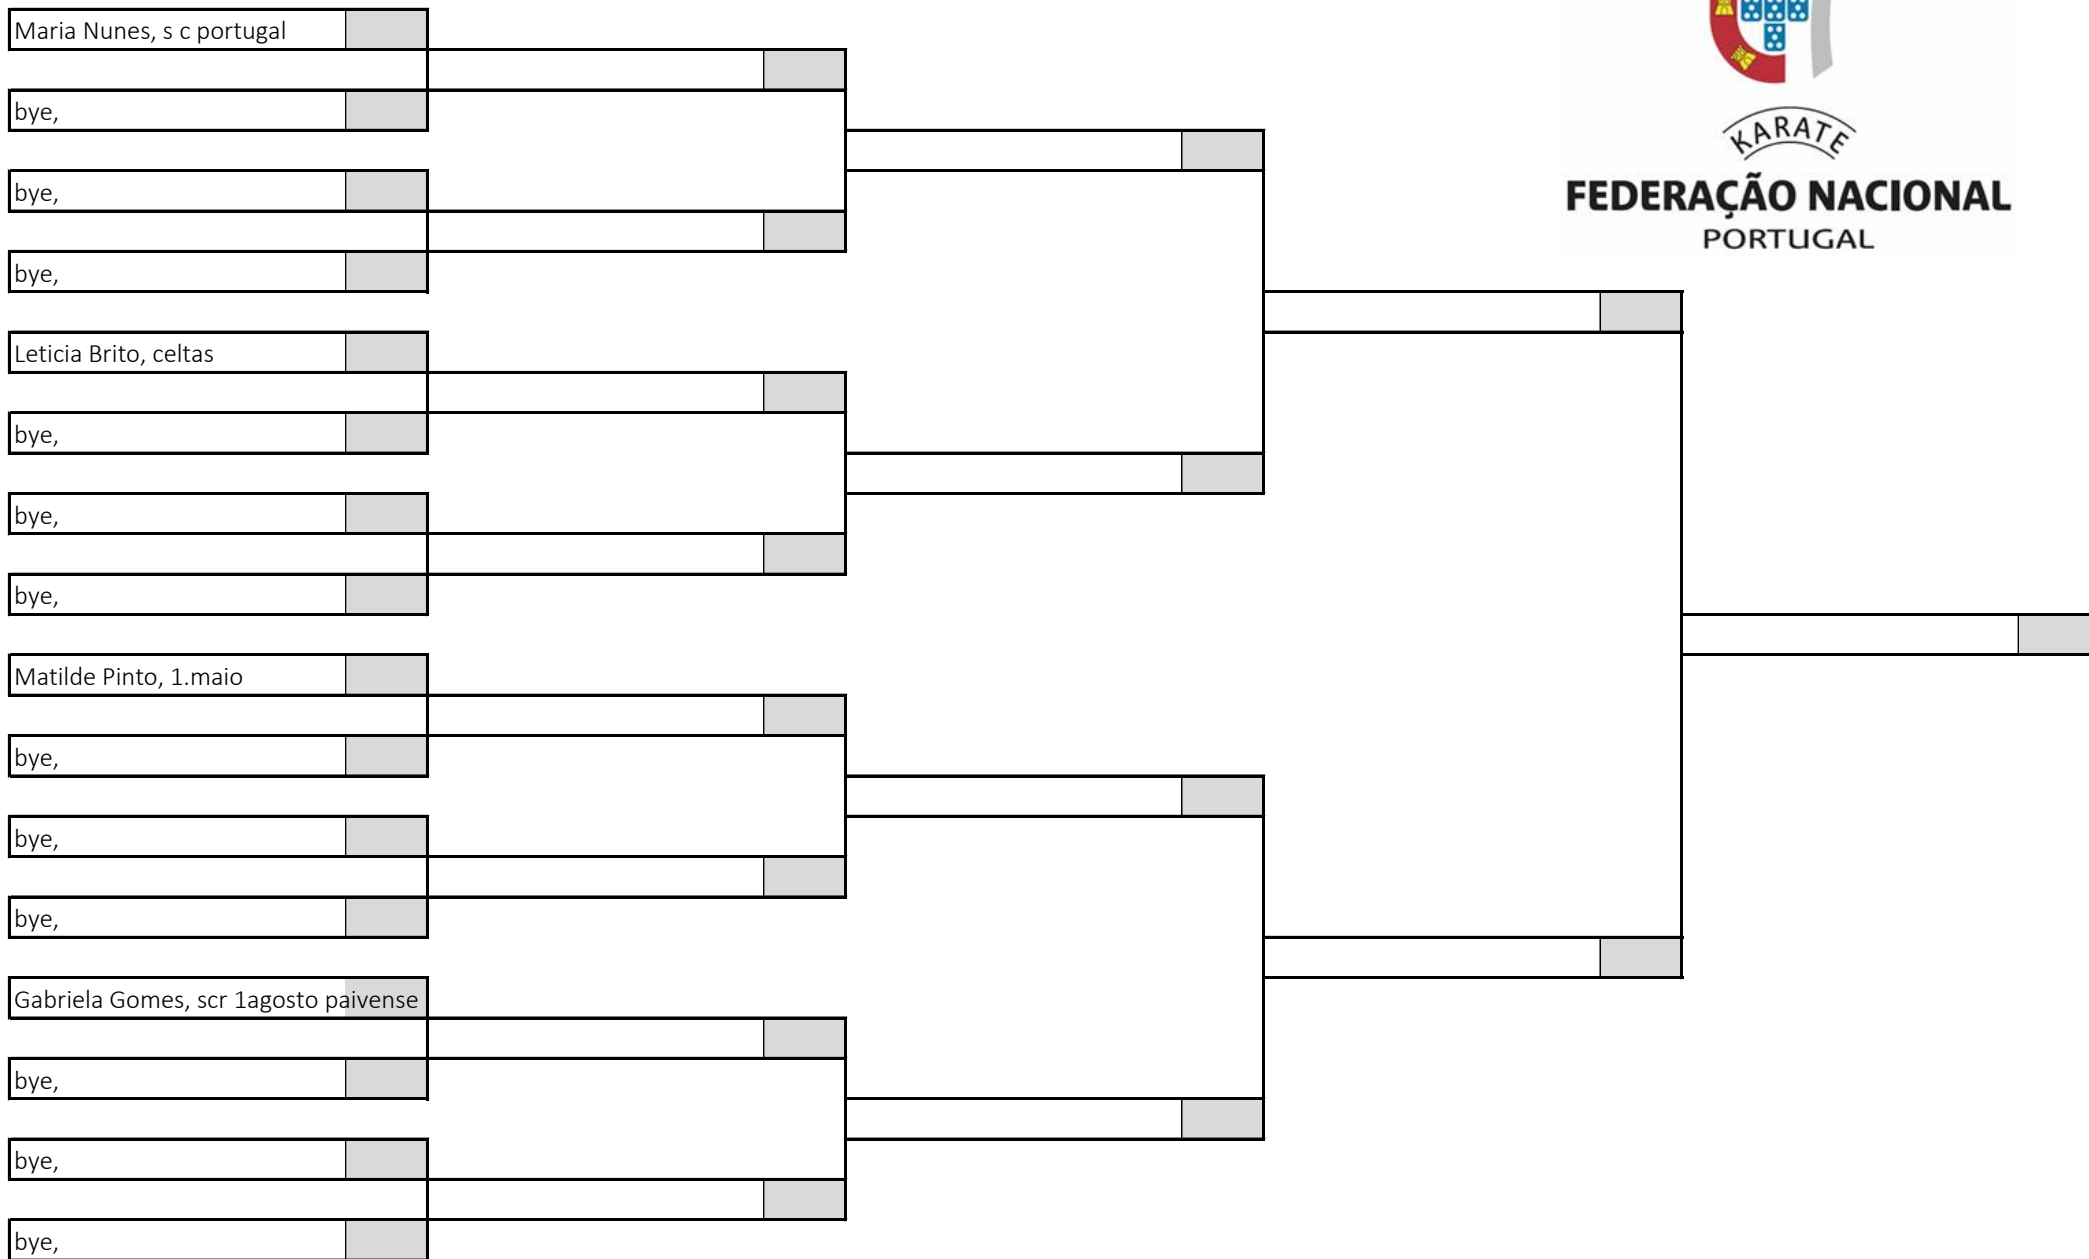 Maria Nunes, s c portugal
bye,
bye,
bye,
Leticia Brito, celtas
bye,
bye,
bye,
Matilde Pinto, 1.maio
bye,
bye,
bye,
Gabriela Gomes, scr 1agosto paivense
bye,
bye,
bye,
KARATE
FEDERAÇÃO NACIONAL
PORTUGAL